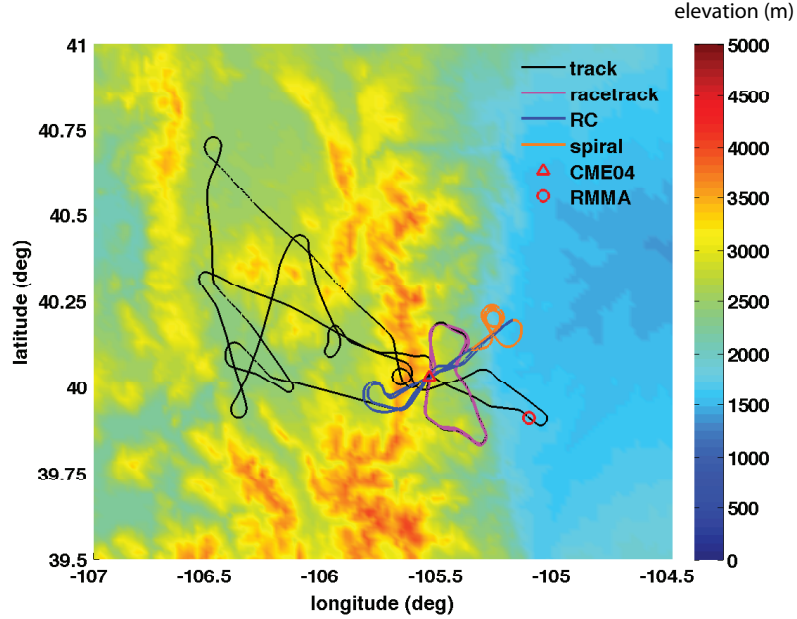 elevation (m)
41
40.75
40.5
40.25
40
39.75
39.5
latitude (deg)
-107
-106.5
-106
-105.5
-105
-104.5
longitude (deg)
track
racetrack
RC
spiral
CME04
RMMA
5000
4500
4000
3500
3000
2500
2000
1500
1000
500
0